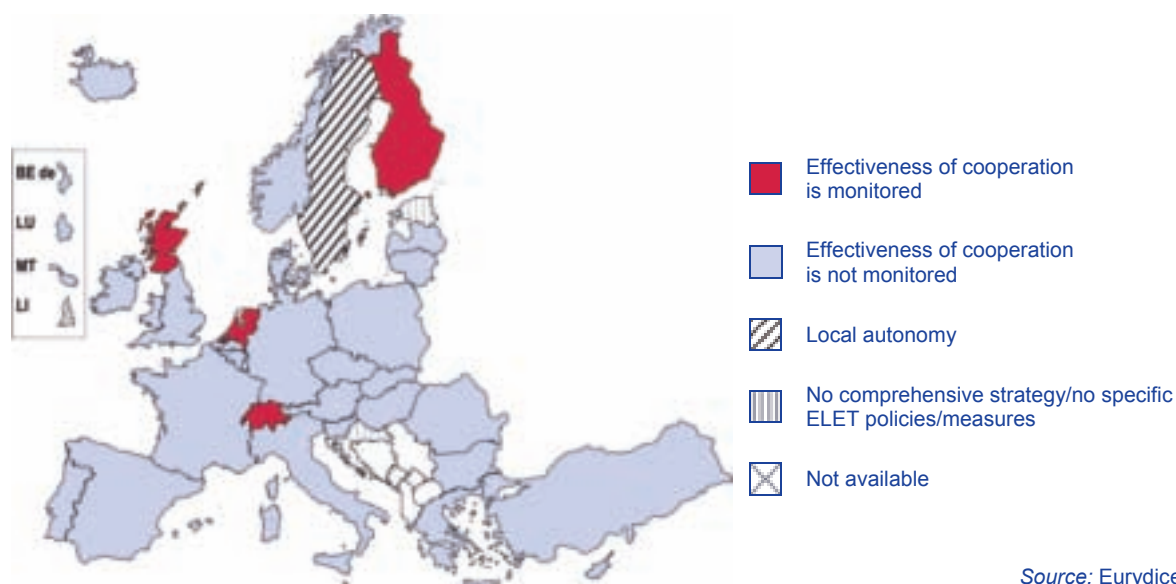 BE de
LU
MT
LI
Effectiveness of cooperation
is monitored
Effectiveness of cooperation
is not monitored
Local autonomy
No comprehensive strategy/no specific
ELET policies/measures
Not available
Source: Eurydice